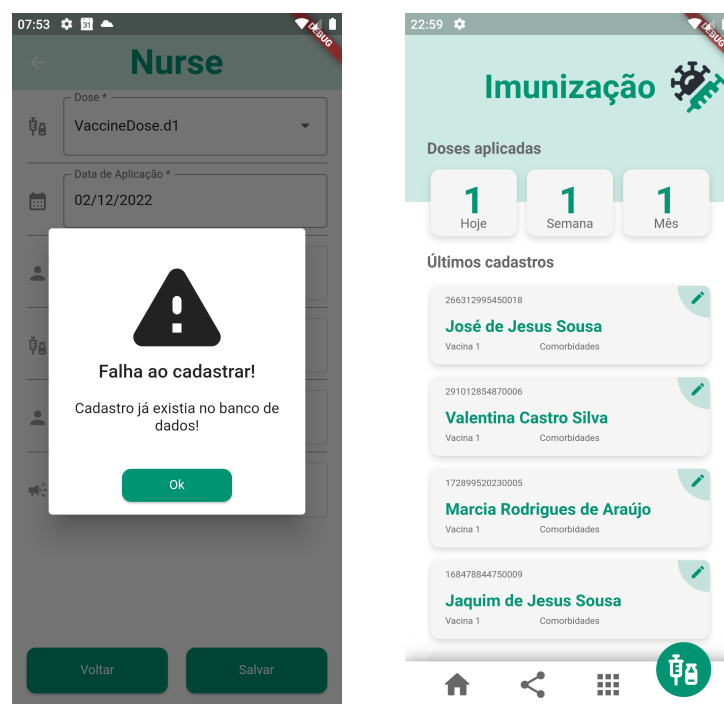 07:53
31
DEBUG
Nurse
Dose *
VaccineDose.d1
Data de Aplicação *
02/12/2022
Falha ao cadastrar!
Cadastro já existia no banco de
dados!
Ok
Voltar
Salvar
22:59
DEBUG
Imunização
Doses aplicadas
1
Hoje
1
Semana
1
Mês
Últimos cadastros
266312995450018
José de Jesus Sousa
Vacina 1 Comorbidades
291012854870006
Valentina Castro Silva
Vacina 1 Comorbidades
172899520230005
Marcia Rodrigues de Araújo
Vacina 1 Comorbidades
168478844750009
Jaquim de Jesus Sousa
Vacina 1 Comorbidades